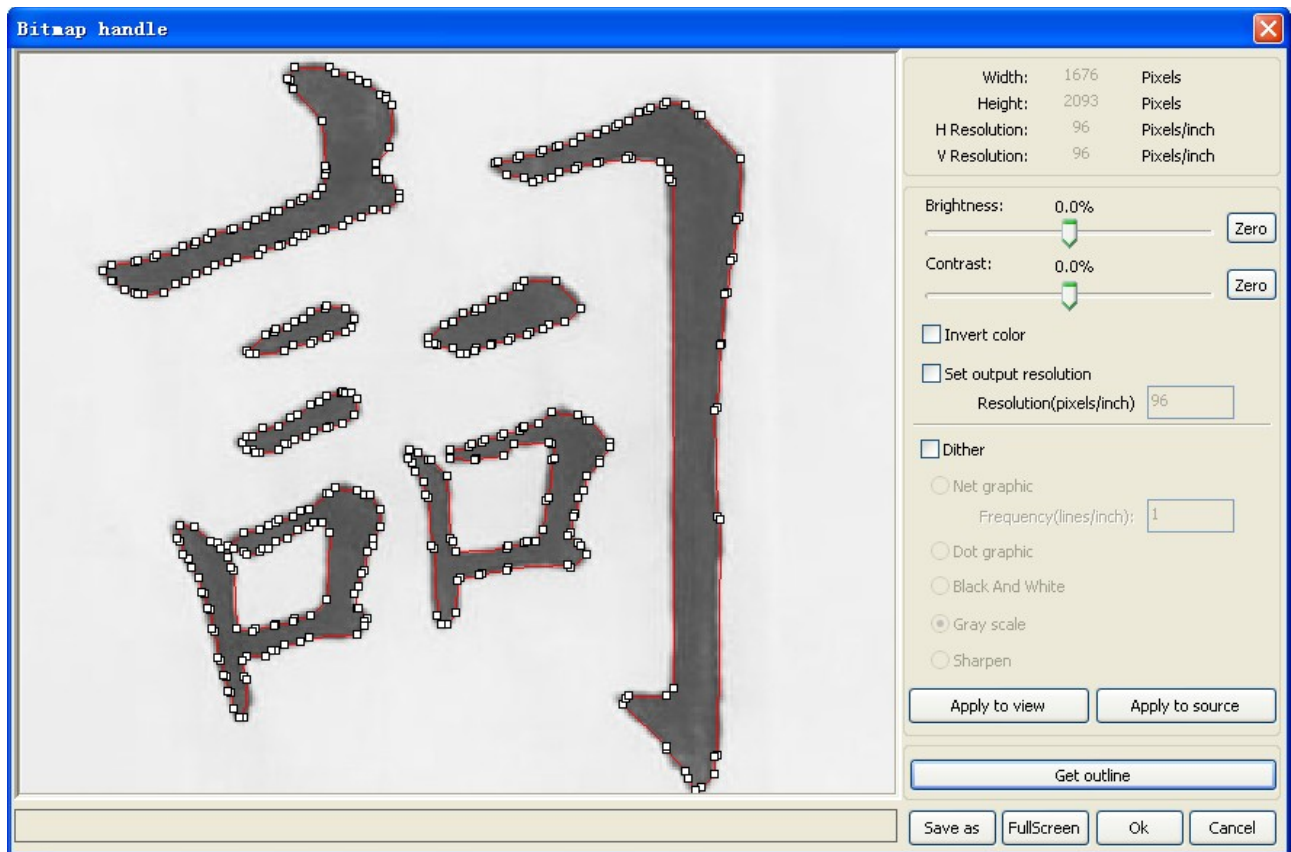 Bitmap handle
詞
Width: 1676 Pixels
Height: 2093 Pixels
H Resolution: 96 Pixels/inch
V Resolution: 96 Pixels/inch
Brightness: 0.0%
Zero
Contrast: 0.0%
Zero
Invert color
Set output resolution
Resolution(pixels/inch) 96
Dither
Net graphic
Frequency(lines/inch): 1
Dot graphic
Black And White
Gray scale
Sharpen
Apply to view Apply to source
Get outline
Save as FullScreen Ok Cancel